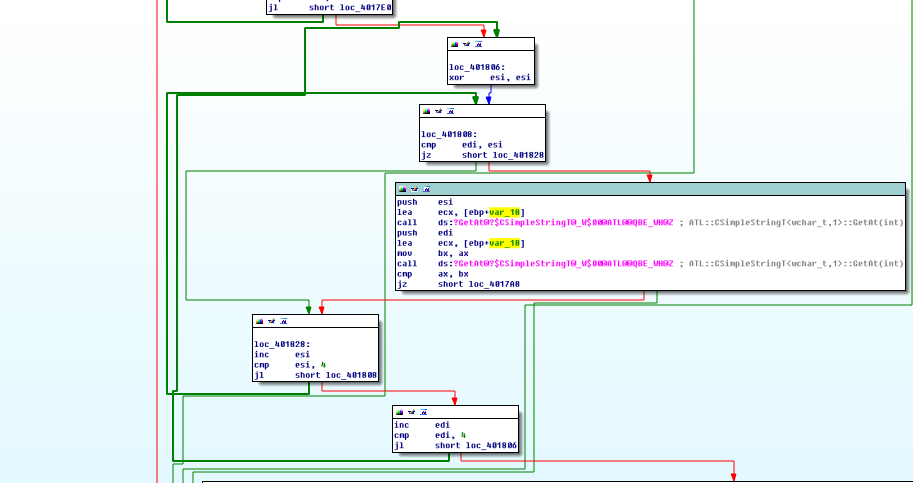 jl short loc_4017E0
loc_401806:
xor esi, esi
loc_401808:
cmp edi, esi
jz short loc_401828
push esi
lea ecx, [ebp+var_18]
call ds:?GetAt@?$CSimpleStringT@_W$00@ATL@@QBE_WH@Z ; ATL::CSimpleStringT<wchar_t,1>::GetAt(int)
push edi
lea ecx, [ebp+var_18]
mov bx, ax
call ds:?GetAt@?$CSimpleStringT@_W$00@ATL@@QBE_WH@Z ; ATL::CSimpleStringT<wchar_t,1>::GetAt(int)
cmp ax, bx
jz short loc_4017A8
loc_401828:
inc esi
cmp esi, 4
jl short loc_401808
inc edi
cmp edi, 4
jl short loc_401806